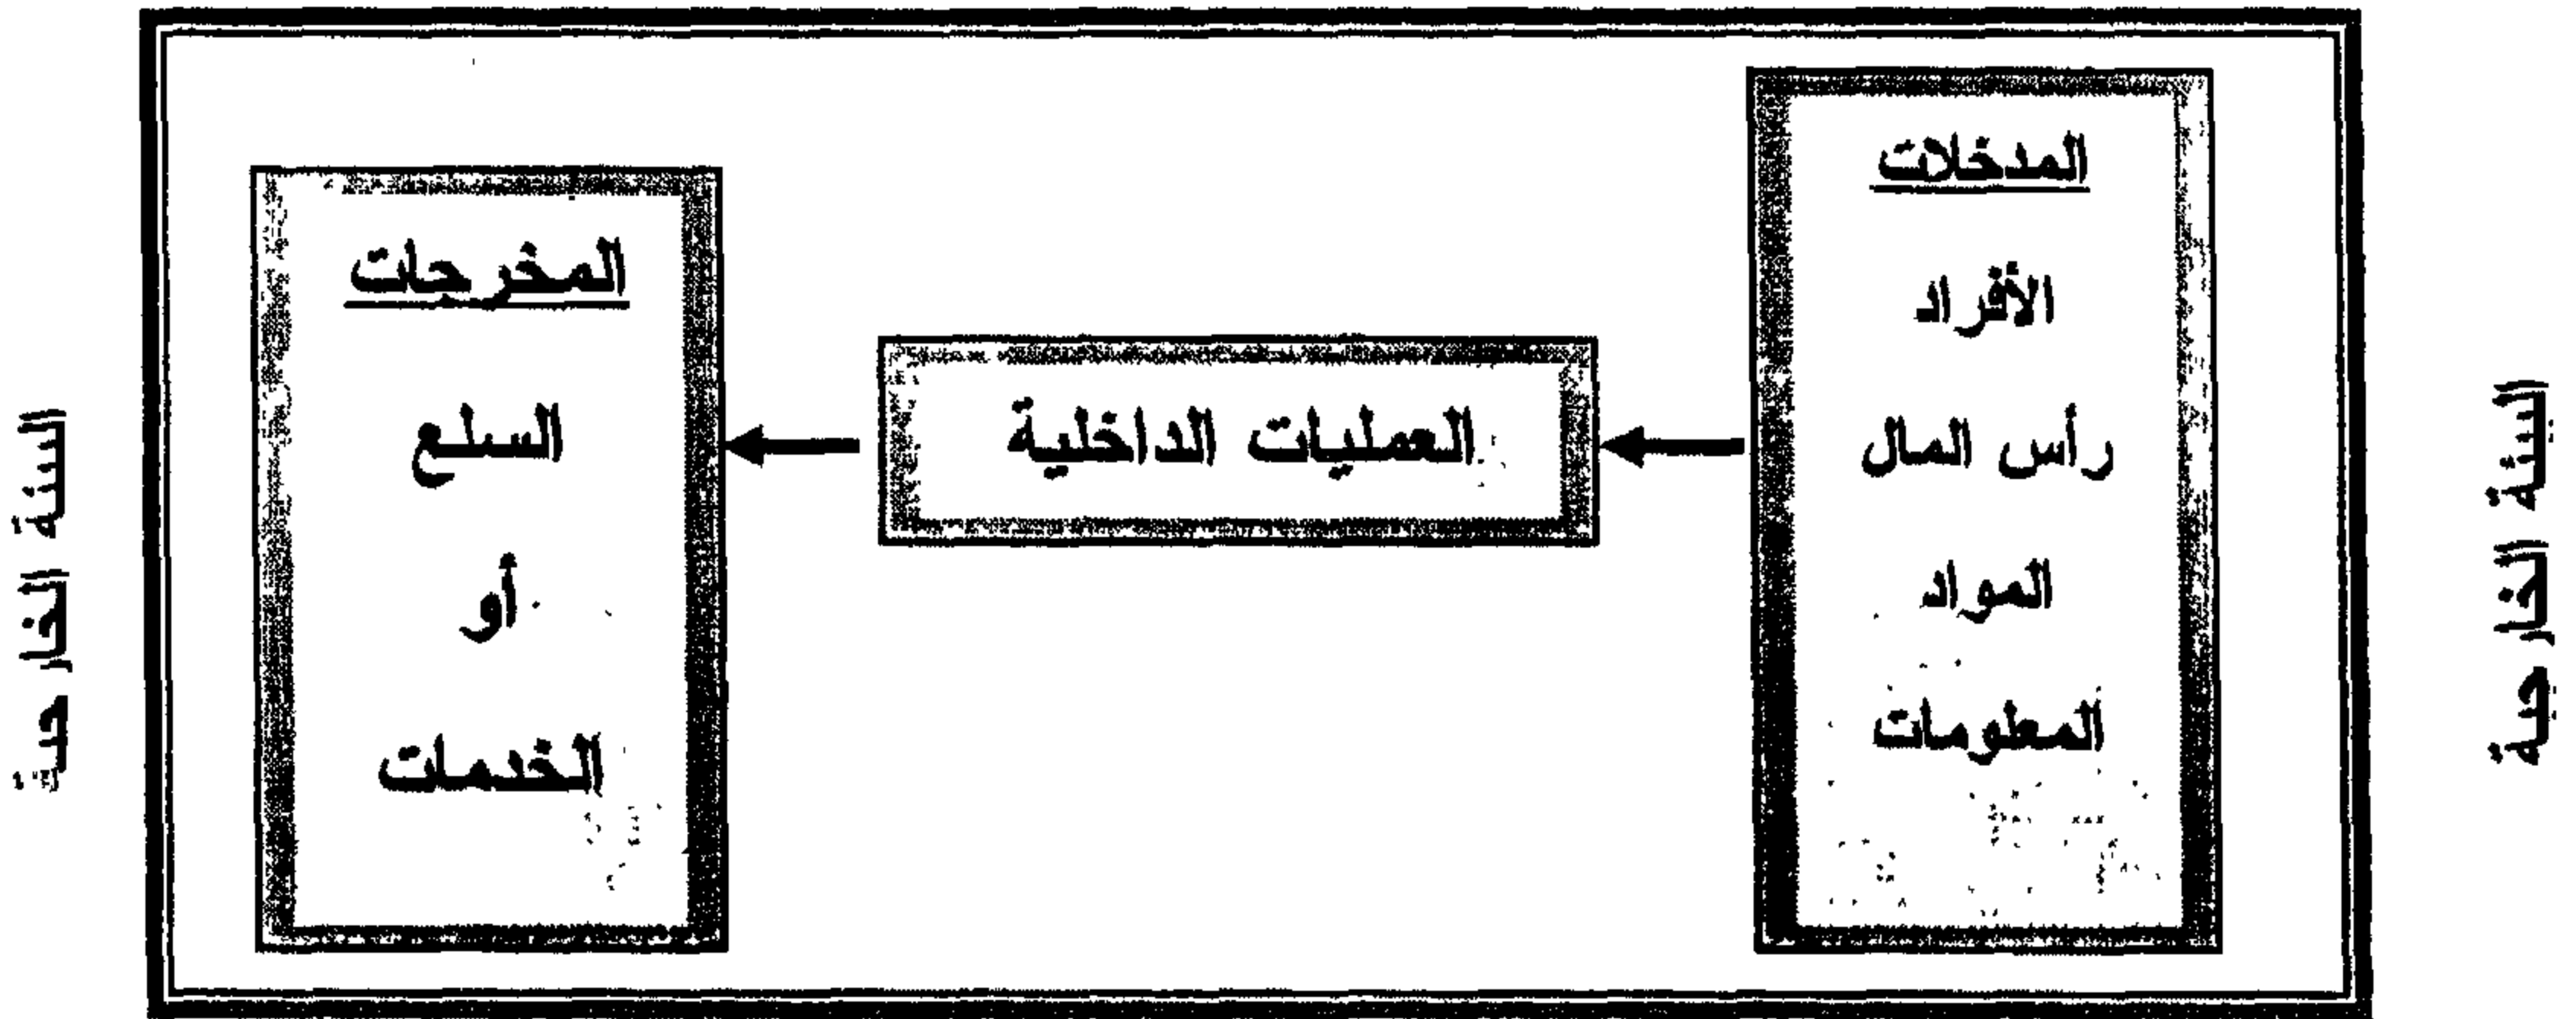 البيئة الخارجية
المدخلات
الأفراد
رأس المال
المواد
المعلومات
العمليات الداخلية
المخرجات
السلع
أو
الخدمات
البيئة الخارجية